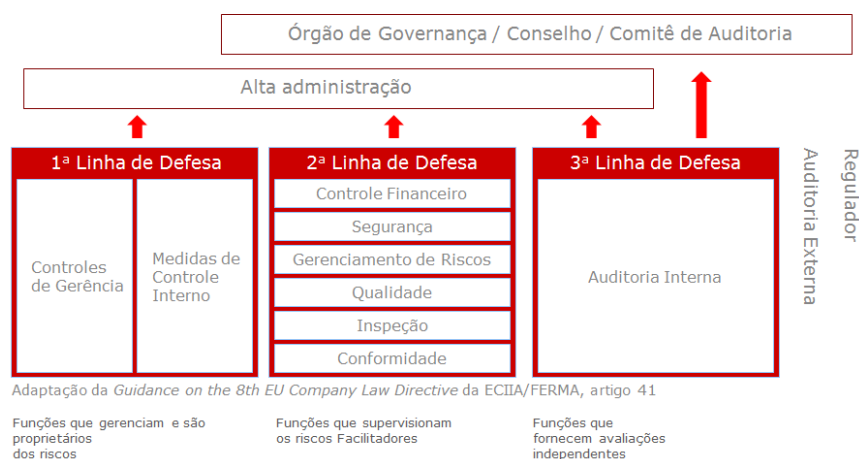 Órgão de Governança / Conselho / Comitê de Auditoria
Alta administração
1ª Linha de Defesa
Controles
de Gerência
Medidas de
Controle
Interno
2ª Linha de Defesa
Controle Financeiro
Segurança
Gerenciamento de Riscos
Qualidade
Inspeção
Conformidade
3ª Linha de Defesa
Auditoria Interna
Auditoria Externa
Regulador
Adaptação da Guidance on the 8th EU Company Law Directive da ECIIA/FERMA, artigo 41
Funções que gerenciam e são
proprietários
dos riscos
Funções que supervisionam
os riscos Facilitadores
Funções que
fornecem avaliações
independentes